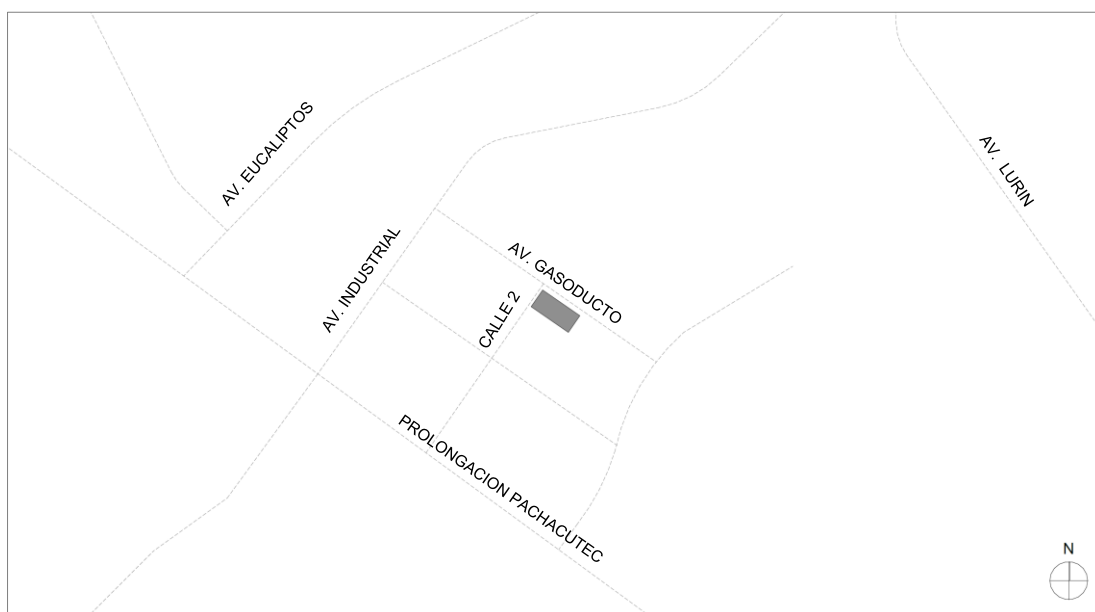 AV. EUCALIPTOS
AV. LURIN
AV. INDUSTRIAL
AV. GASODUCTO
CALLE 2
PROLONGACION PACHACUTEC
N